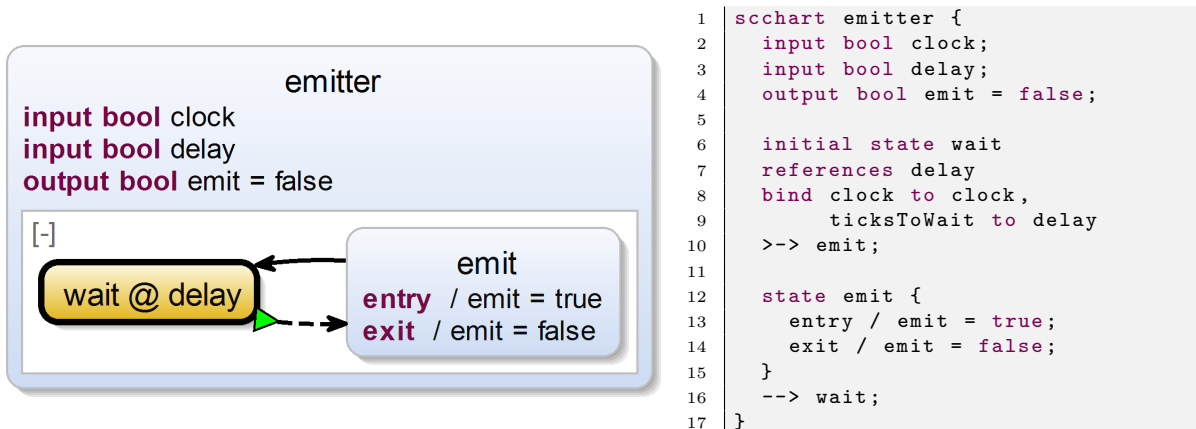 emitter
input bool clock
input bool delay
output bool emit = false
[-]
wait @ delay
emit
entry / emit = true
exit / emit = false
1 scchart emitter {
2 input bool clock;
3 input bool delay;
4 output bool emit = false;
5
6 initial state wait
7 references delay
8 bind clock to clock,
9 ticksToWait to delay
10 >-> emit;
11
12 state emit {
13 entry / emit = true;
14 exit / emit = false;
15 }
16 --> wait;
17 }